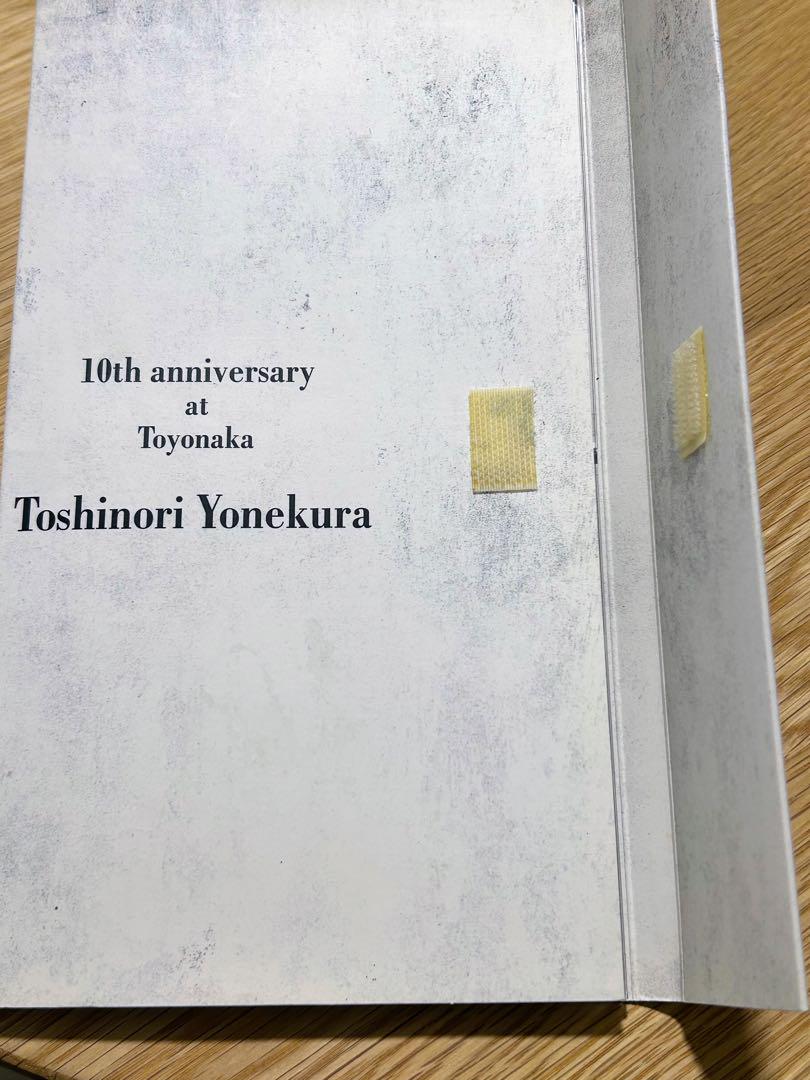 10th anniversary
at
Toyonaka
Toshinori Yonekura